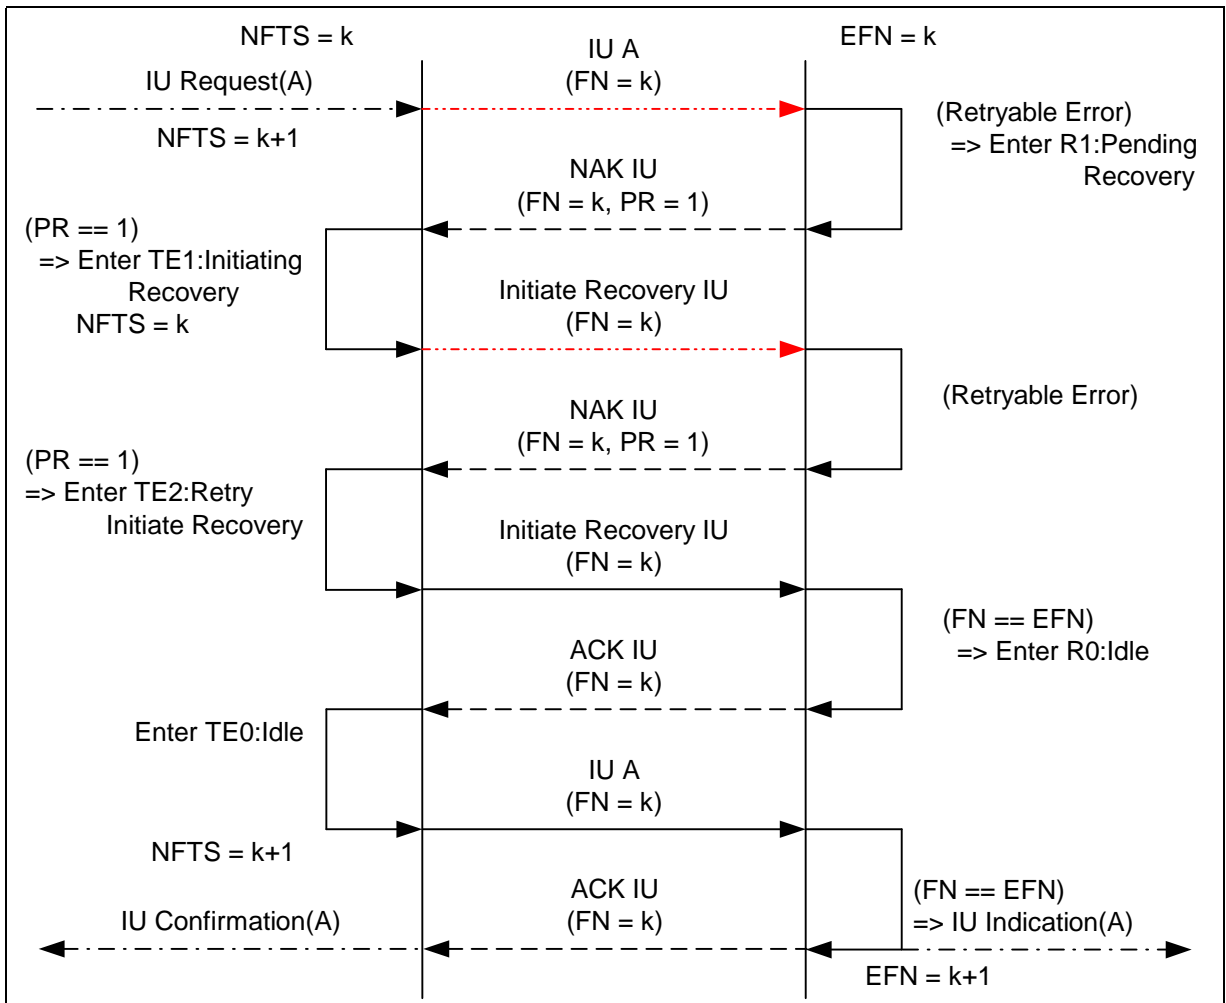 NFTS = k
IU A
(FN = k)
EFN = k
IU Request(A)
NFTS = k+1
(Retryable Error)
=> Enter R1:Pending
Recovery
NAK IU
(FN = k, PR = 1)
(PR == 1)
=> Enter TE1:Initiating
Recovery
NFTS = k
Initiate Recovery IU
(FN = k)
(Retryable Error)
NAK IU
(FN = k, PR = 1)
(PR == 1)
=> Enter TE2:Retry
Initiate Recovery
Initiate Recovery IU
(FN = k)
(FN == EFN)
=> Enter R0:Idle
ACK IU
(FN = k)
Enter TE0:Idle
IU A
(FN = k)
NFTS = k+1
ACK IU
(FN = k)
(FN == EFN)
=> IU Indication(A)
IU Confirmation(A)
EFN = k+1